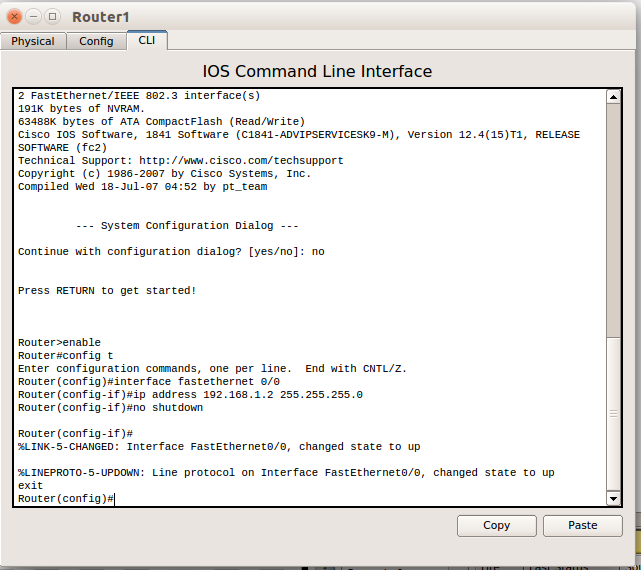 Router1
Physical Config CLI
IOS Command Line Interface
2 FastEthernet/IEEE 802.3 interface(s)
191K bytes of NVRAM.
63488K bytes of ATA CompactFlash (Read/Write)
Cisco IOS Software, 1841 Software (C1841-ADVIPSERVICESK9-M), Version 12.4(15)T1, RELEASE
SOFTWARE (fc2)
Technical Support: http://www.cisco.com/techsupport
Copyright (c) 1986-2007 by Cisco Systems, Inc.
Compiled Wed 18-Jul-07 04:52 by pt_team
--- System Configuration Dialog ---
Continue with configuration dialog? [yes/no]: no
Press RETURN to get started!
Router>enable
Router#config t
Enter configuration commands, one per line.  End with CNTL/Z.
Router(config)#interface fastethernet 0/0
Router(config-if)#ip address 192.168.1.2 255.255.255.0
Router(config-if)#no shutdown
Router(config-if)#
%LINK-5-CHANGED: Interface FastEthernet0/0, changed state to up
%LINEPROTO-5-UPDOWN: Line protocol on Interface FastEthernet0/0, changed state to up
exit
Router(config)#
Copy Paste